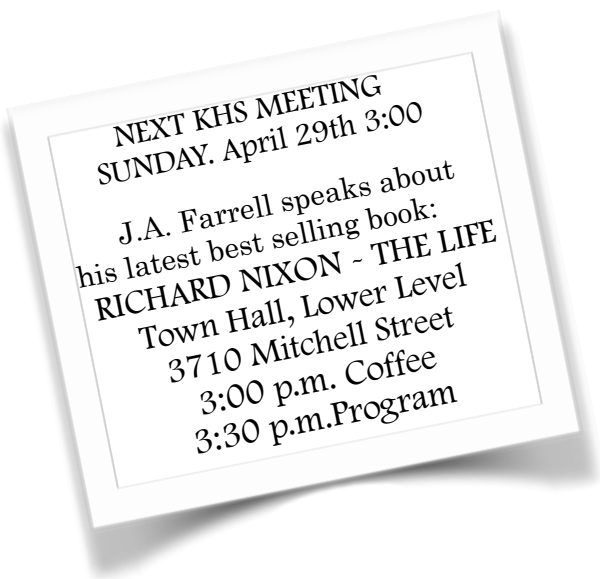 NEXT KHS MEETING
SUNDAY. April 29th 3:00
J.A. Farrell speaks about
his latest best selling book:
RICHARD NIXON ~ THE LIFE
Town Hall, Lower Level
3710 Mitchell Street
3:00 p.m. Coffee
3:30 p.m.Program